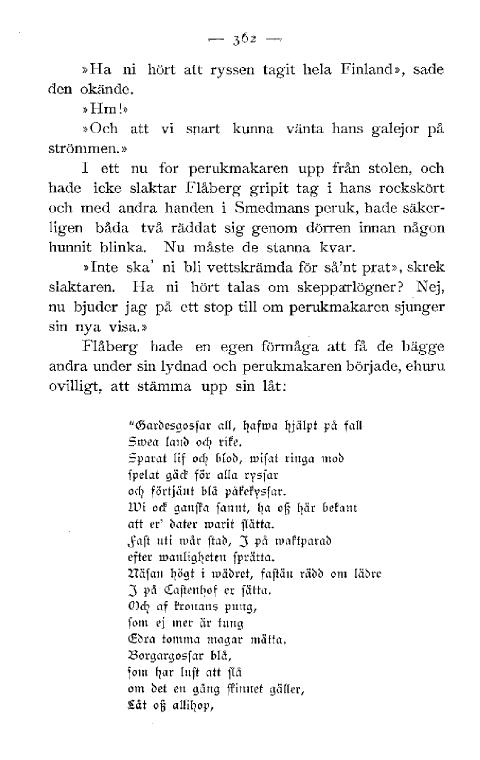 — 362 —
»Ha ni hört att ryssen tagit hela Finland», sade
den okände.
»Hm!»
»Och att vi snart kunna vänta hans galejor på
strömmen.»
I ett nu for perukmakaren upp från stolen, och
hade icke slaktar Flåberg gripit tag i hans rockskört
och med andra handen i Smedmans peruk, hade säker-
ligen båda två räddat sig genom dörren innan någon
hunnit blinka. Nu måste de stanna kvar.
»Inte ska' ni bli vettskrämda för så'nt prat», skrek
slaktaren. Ha ni hört talas om skepparlögner? Nej,
nu bjuder jag på ett stop till om perukmakaren sjunger
sin nya visa.»
Flåberg hade en egen förmåga att få de bägge
andra under sin lydnad och perukmakaren började, ehuru
ovilligt, att stämma upp sin låt:
"Gardesgossar all, hafwa hjälpt på fall
Swea land och rike.
Sparat lif och blod, wisat ringa mod
spelat gäck för alla ryssar
och förtjänt blå påkekyssar.
Wi ock ganska sannt, ha oß här bekant
att er' dater warit slätta.
Fast uti wår stad, I på waktparad
efter wanligheten sprätta.
Näsan högt i wädret, fastän rädd om lädre
I på Castenhof er sätta.
Och af kronans pung,
som ej mer är tung
Edra tomma magar mätta.
Borgargossar blå,
som har lust att slå
om det en gång skinnet gäller,
Låt oß allihop,